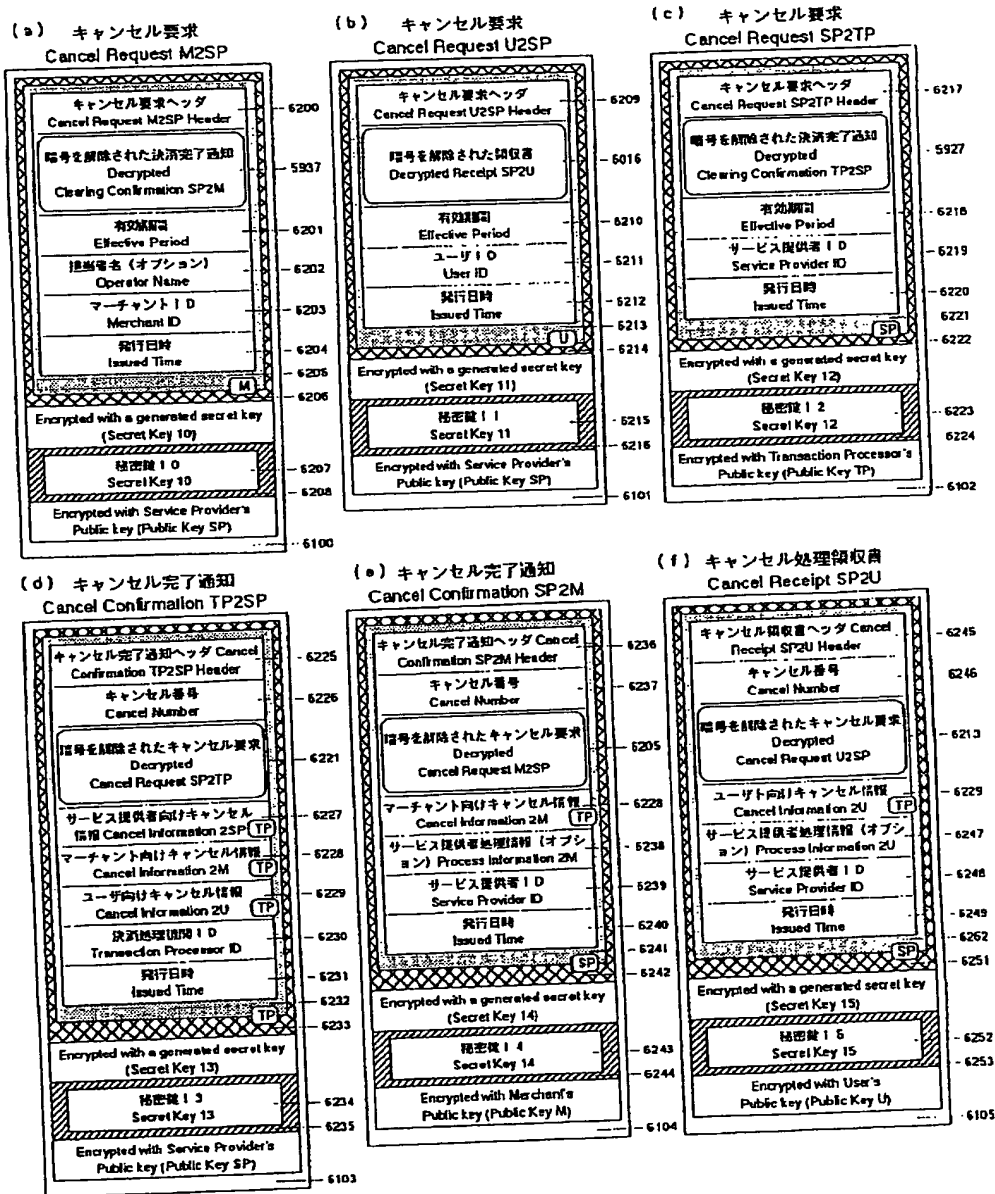 (a) キャンセル要求
Cancel Request M2SP
キャンセル要求ヘッダ
Cancel Request M2SP Header
6200
暗号を解除された決済完了通知
Decrypted
Clearing Confirmation SP2M
5937
有効期間
Effective Period
6201
担当者名(オプション)
Operator Name
6202
マーチャントID
Merchant ID
6203
発行日時
Issued Time
6204
6205
M
6206
Encrypted with a generated secret key
(Secret Key 10)
秘密鍵10
Secret Key 10
6207
6208
Encrypted with Service Provider's
Public key (Public Key SP)
6100
(b) キャンセル要求
Cancel Request U2SP
キャンセル要求ヘッダ
Cancel Request U2SP Header
6209
暗号を解除された領収書
Decrypted Receipt SP2U
6016
有効期間
Effective Period
6210
ユーザID
User ID
6211
発行日時
Issued Time
6212
6213
U
6214
Encrypted with a generated secret key
(Secret Key 11)
秘密鍵11
Secret Key 11
6215
6216
Encrypted with Service Provider's
Public key (Public Key SP)
6101
(c) キャンセル要求
Cancel Request SP2TP
キャンセル要求ヘッダ
Cancel Request SP2TP Header
6217
暗号を解除された決済完了通知
Decrypted
Clearing Confirmation TP2SP
5927
有効期間
Effective Period
6218
サービス提供者ID
Service Provider ID
6219
発行日時
Issued Time
6220
6221
SP
6222
Encrypted with a generated secret key
(Secret Key 12)
秘密鍵12
Secret Key 12
6223
6224
Encrypted with Transaction Processor's
Public key (Public Key TP)
6102
(d) キャンセル完了通知
Cancel Confirmation TP2SP
キャンセル完了通知ヘッダ Cancel
Confirmation TP2SP Header
6225
キャンセル番号
Cancel Number
6226
暗号を解除されたキャンセル要求
Decrypted
Cancel Request SP2TP
6221
サービス提供者向けキャンセル
情報 Cancel Information 2SP TP
6227
マーチャント向けキャンセル情報
Cancel Information 2M TP
6228
ユーザ向けキャンセル情報
Cancel Information 2U TP
6229
決済処理機関ID
Transaction Processor ID
6230
発行日時
Issued Time
6231
6232
TP
6233
Encrypted with a generated secret key
(Secret Key 13)
秘密鍵13
Secret Key 13
6234
6235
Encrypted with Service Provider's
Public key (Public Key SP)
6103
(e) キャンセル完了通知
Cancel Confirmation SP2M
キャンセル完了通知ヘッダ Cancel
Confirmation SP2M Header
6236
キャンセル番号
Cancel Number
6237
暗号を解除されたキャンセル要求
Decrypted
Cancel Request M2SP
6205
マーチャント向けキャンセル情報
Cancel Information 2M TP
6228
サービス提供者処理情報(オプシ
ョン) Process Information 2M
6238
サービス提供者ID
Service Provider ID
6239
発行日時
Issued Time
6240
6241
SP
6242
Encrypted with a generated secret key
(Secret Key 14)
秘密鍵14
Secret Key 14
6243
6244
Encrypted with Merchant's
Public key (Public Key M)
6104
(f) キャンセル処理領収書
Cancel Receipt SP2U
キャンセル領収書ヘッダ Cancel
Receipt SP2U Header
6245
キャンセル番号
Cancel Number
6246
暗号を解除されたキャンセル要求
Decrypted
Cancel Request U2SP
6213
ユーザト向けキャンセル情報
Cancel Information 2U TP
6229
サービス提供者処理情報(オプシ
ョン) Process Information 2U
6247
サービス提供者ID
Service Provider ID
6248
発行日時
Issued Time
6249
6262
SP
6251
Encrypted with a generated secret key
(Secret Key 15)
秘密鍵15
Secret Key 15
6252
6253
Encrypted with User's
Public key (Public Key U)
6105